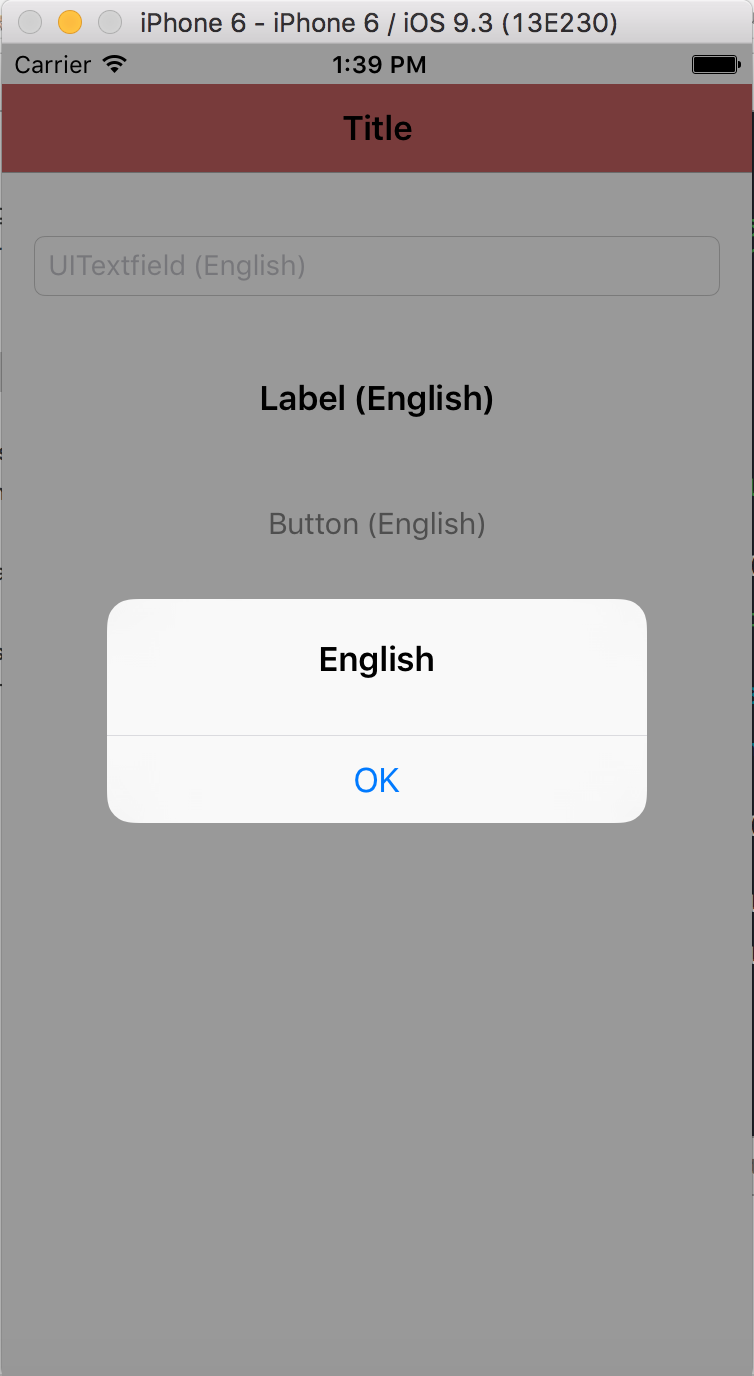 iPhone 6 - iPhone 6 / iOS 9.3 (13E230)
Carrier 1:39 PM
Title
UITextfield (English)
Label (English)
Button (English)
English
OK